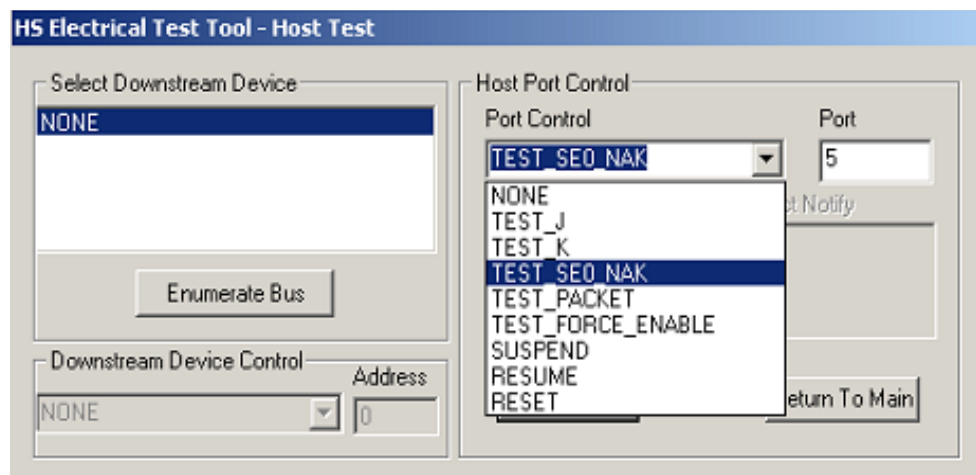 HS Electrical Test Tool - Host Test
Select Downstream Device
NONE
Enumerate Bus
Downstream Device Control
Address
NONE
0
Host Port Control
Port Control
Port
TEST_SE0_NAK
5
NONE
TEST_J
TEST_K
TEST_SE0_NAK
TEST_PACKET
TEST_FORCE_ENABLE
SUSPEND
RESUME
RESET
Notify
To Main